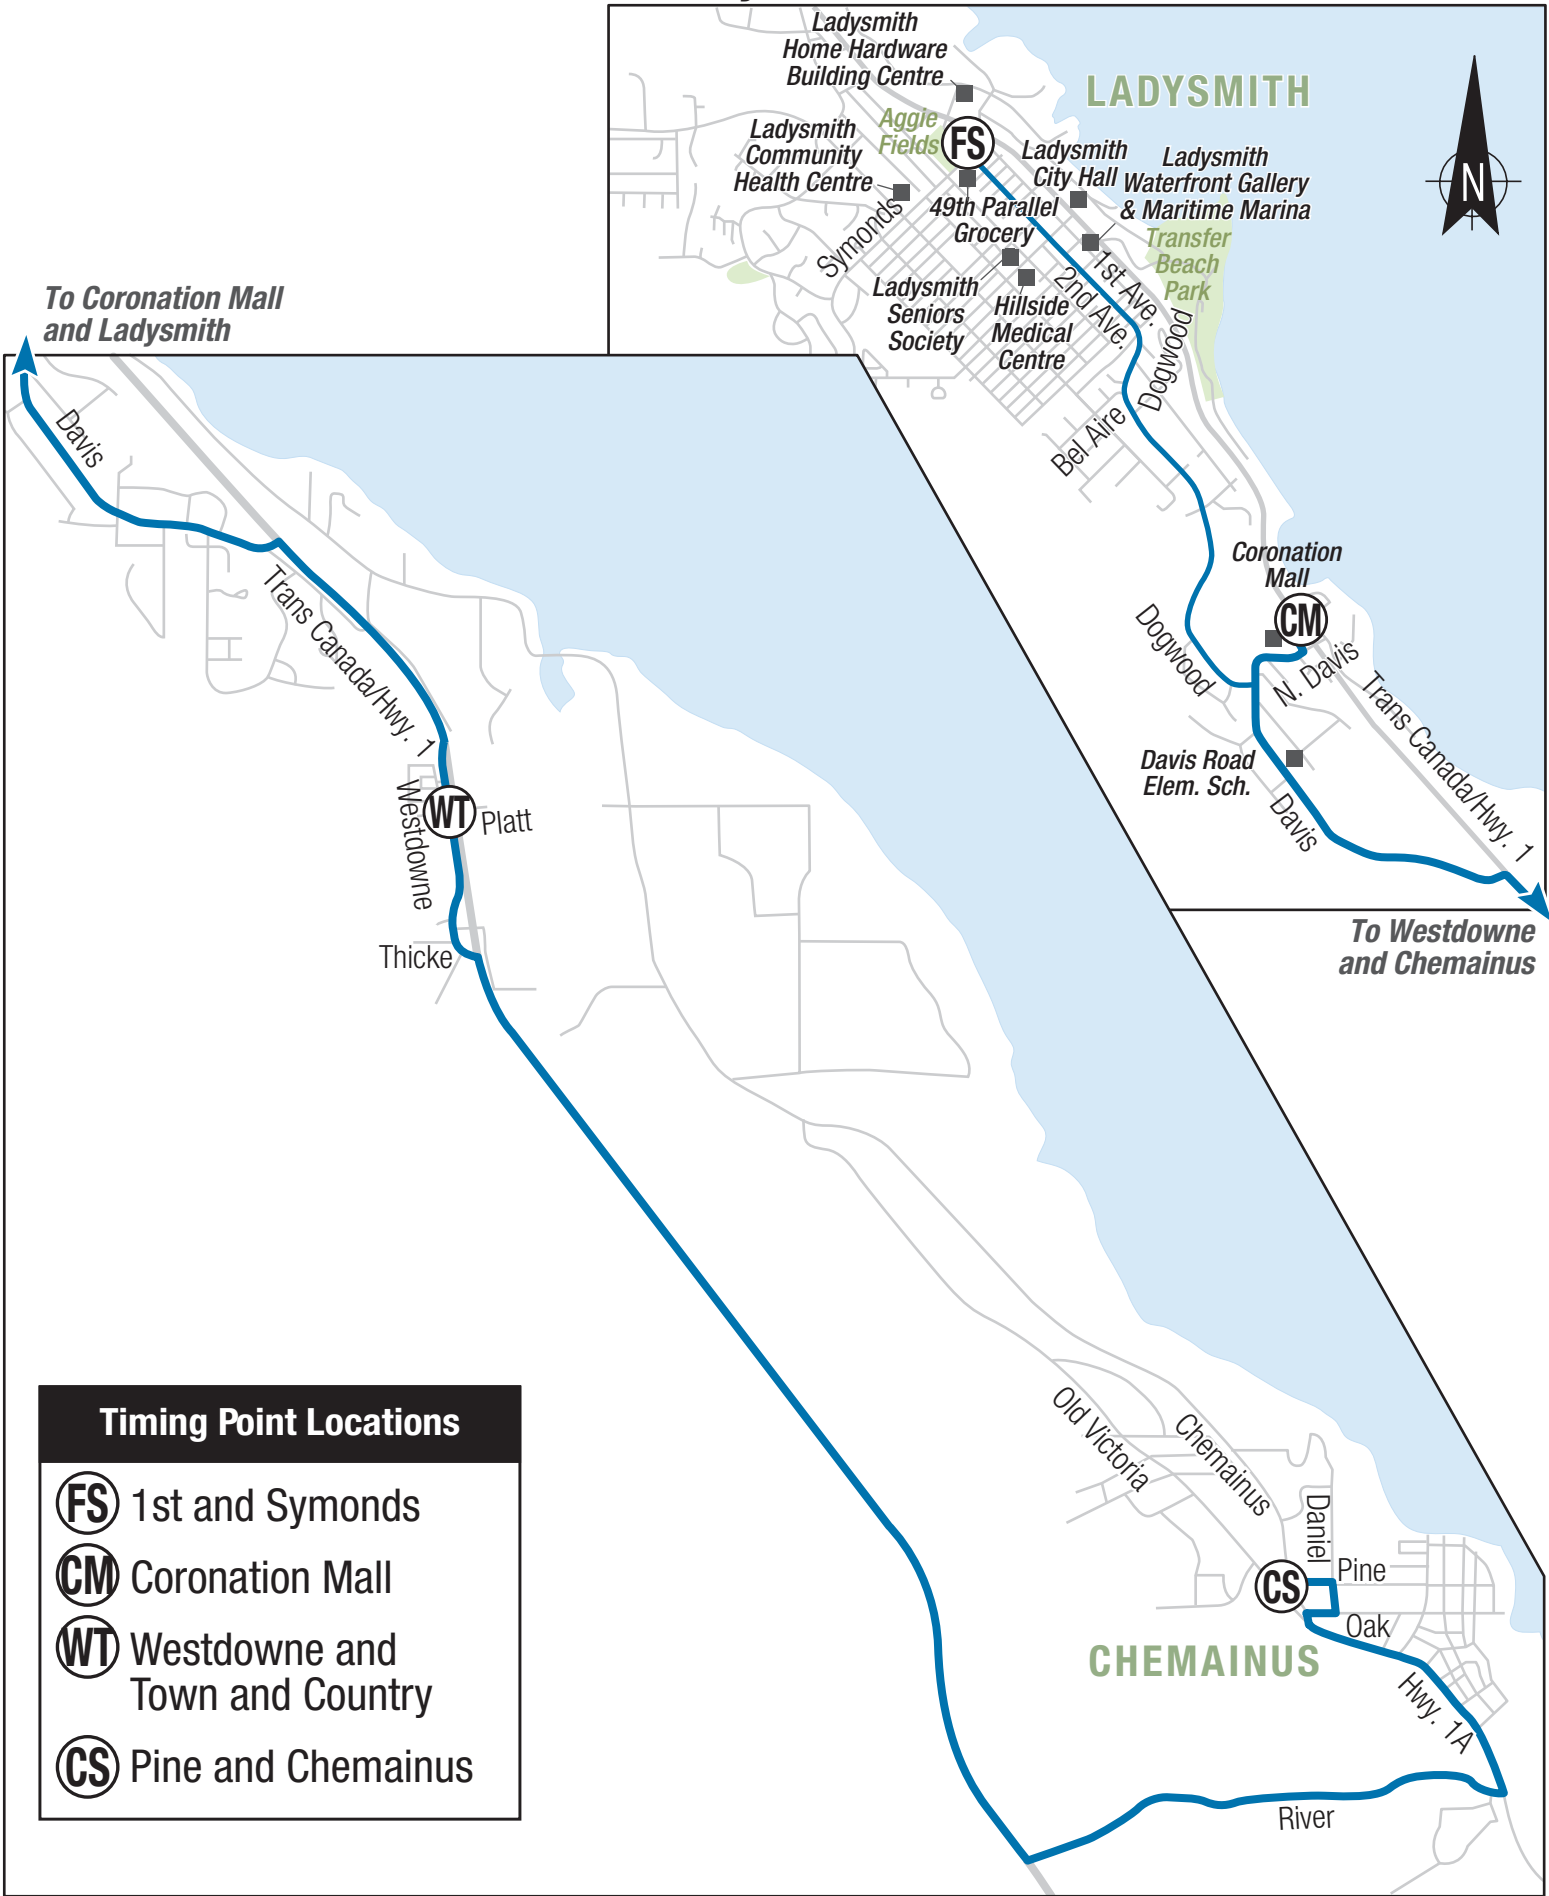 Ladysmith
Home Hardware
Building Centre
LADYSMITH
N
Aggie
Fields
FS
Ladysmith
Community
Health Centre
Ladysmith
City Hall
Ladysmith
Waterfront Gallery
& Maritime Marina
49th Parallel
Grocery
Symonds
Transfer
Beach
Park
1st Ave.
2nd Ave.
Ladysmith
Seniors
Society
Hillside
Medical
Centre
Dogwood
Bel Aire
To Coronation Mall
and Ladysmith
Davis
Coronation
Mall
CM
Dogwood
N. Davis
Trans Canada/Hwy. 1
Davis Road
Elem. Sch.
Davis
To Westdowne
and Chemainus
Trans Canada/Hwy. 1
Westdowne
WT
Platt
Thicke
Old Victoria
Chemainus
Daniel
CS
Pine
Oak
CHEMAINUS
Hwy. 1A
River
Timing Point Locations
FS 1st and Symonds
CM Coronation Mall
WT Westdowne and
Town and Country
CS Pine and Chemainus